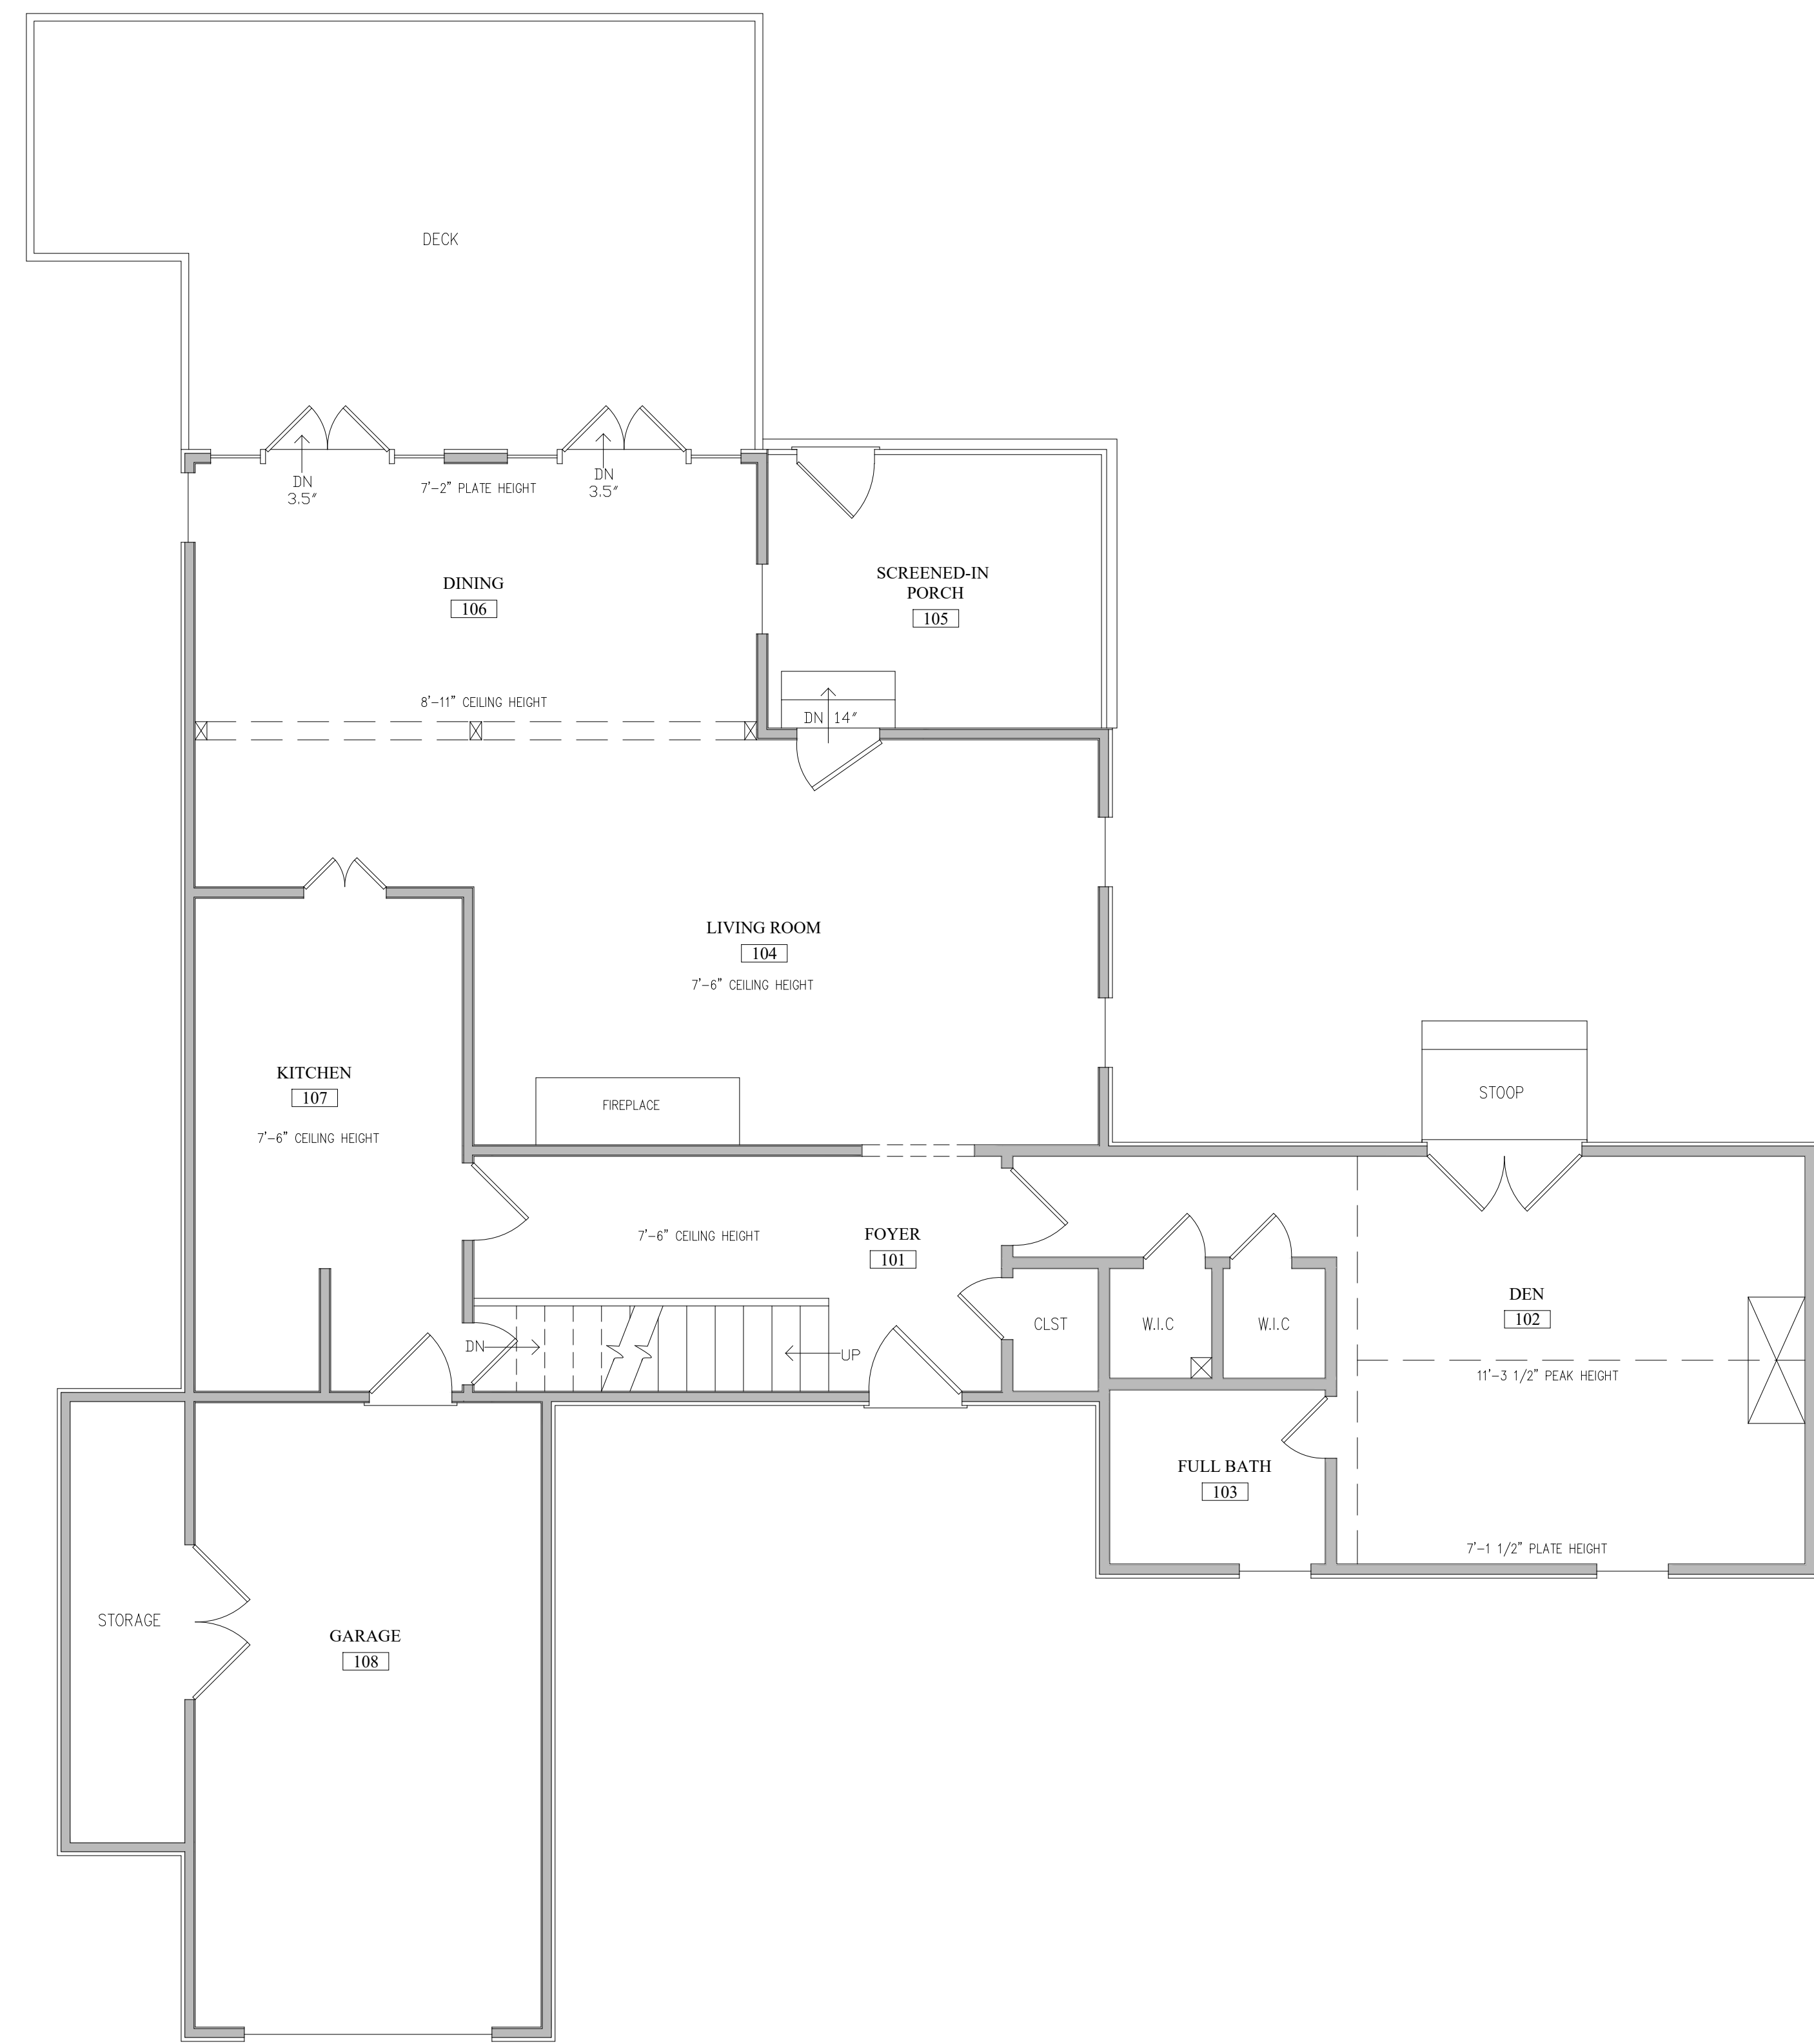 DECK
DN
3.5"
7'-2" PLATE HEIGHT
DN
3.5"
DINING
106
SCREENED-IN
PORCH
105
8'-11" CEILING HEIGHT
DN 14"
LIVING ROOM
104
7'-6" CEILING HEIGHT
KITCHEN
107
7'-6" CEILING HEIGHT
FIREPLACE
STOOP
7'-6" CEILING HEIGHT
FOYER
101
DN
UP
CLST
W.I.C
W.I.C
DEN
102
11'-3 1/2" PEAK HEIGHT
FULL BATH
103
7'-1 1/2" PLATE HEIGHT
STORAGE
GARAGE
108